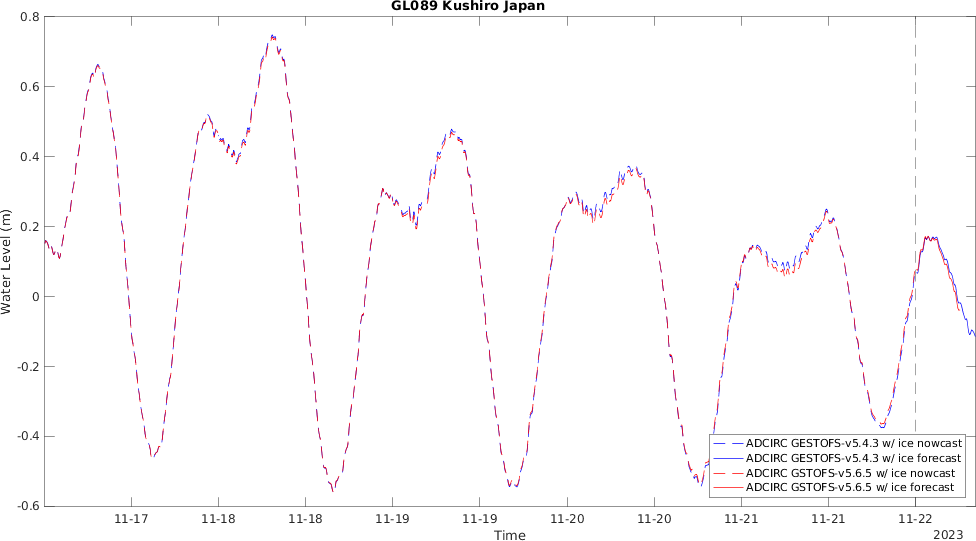 GL089 Kushiro Japan
0.8
0.6
0.4
0.2
0
-0.2
-0.4
-0.6
Water Level (m)
ADCIRC GESTOFS-v5.4.3 w/ ice nowcast
ADCIRC GESTOFS-v5.4.3 w/ ice forecast
ADCIRC GSTOFS-v5.6.5 w/ ice nowcast
ADCIRC GSTOFS-v5.6.5 w/ ice forecast
11-17 11-18 11-18 11-19 11-19 11-20 11-20 11-21 11-21 11-22
Time
2023